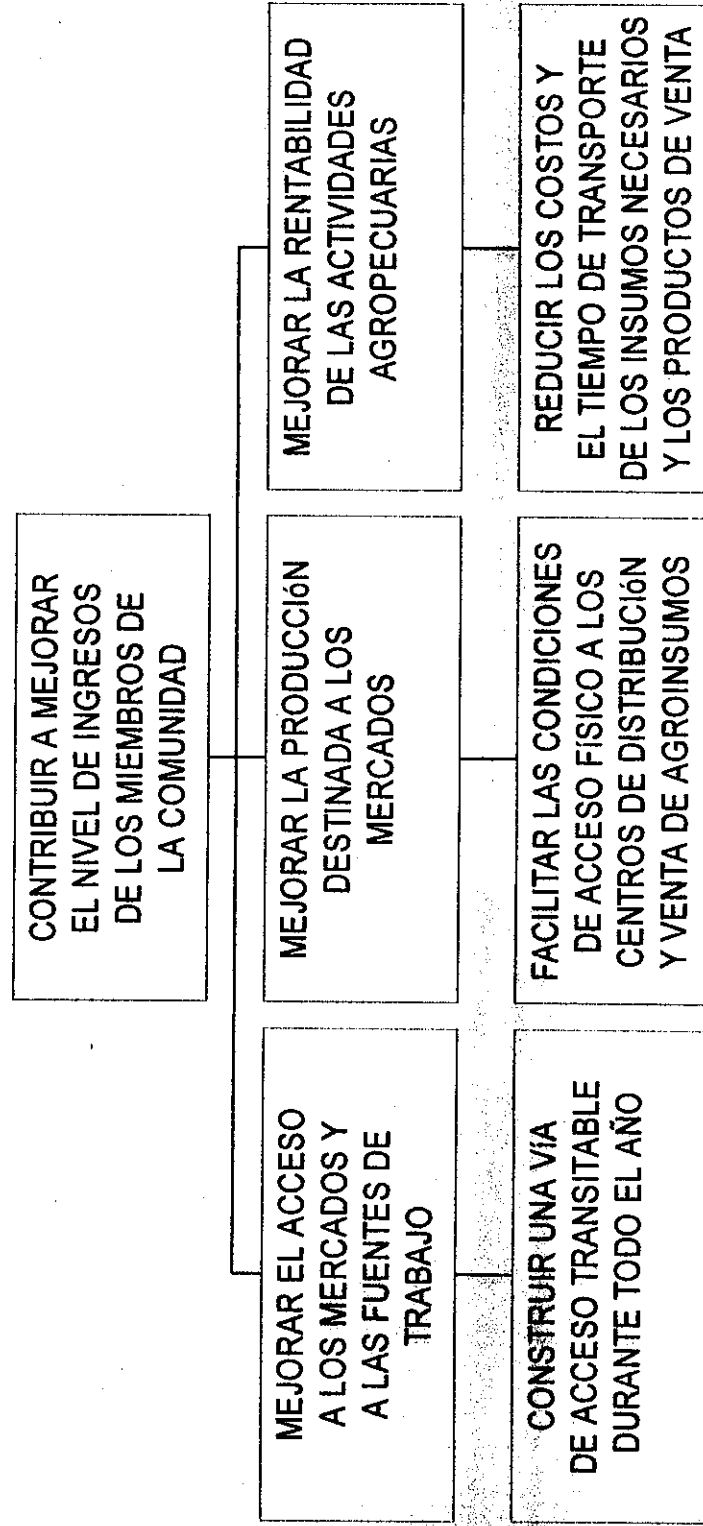 CONTRIBUIR A MEJORAR
EL NIVEL DE INGRESOS
DE LOS MIEMBROS DE
LA COMUNIDAD
MEJORAR EL ACCESO
A LOS MERCADOS Y
A LAS FUENTES DE
TRABAJO
MEJORAR LA PRODUCCIóN
DESTINADA A LOS
MERCADOS
MEJORAR LA RENTABILIDAD
DE LAS ACTIVIDADES
AGROPECUARIAS
CONSTRUIR UNA VíA
DE ACCESO TRANSITABLE
DURANTE TODO EL AÑO
FACILITAR LAS CONDICIONES
DE ACCESO FíSICO A LOS
CENTROS DE DISTRIBUCIóN
Y VENTA DE AGROINSUMOS
REDUCIR LOS COSTOS Y
EL TIEMPO DE TRANSPORTE
DE LOS INSUMOS NECESARIOS
Y LOS PRODUCTOS DE VENTA